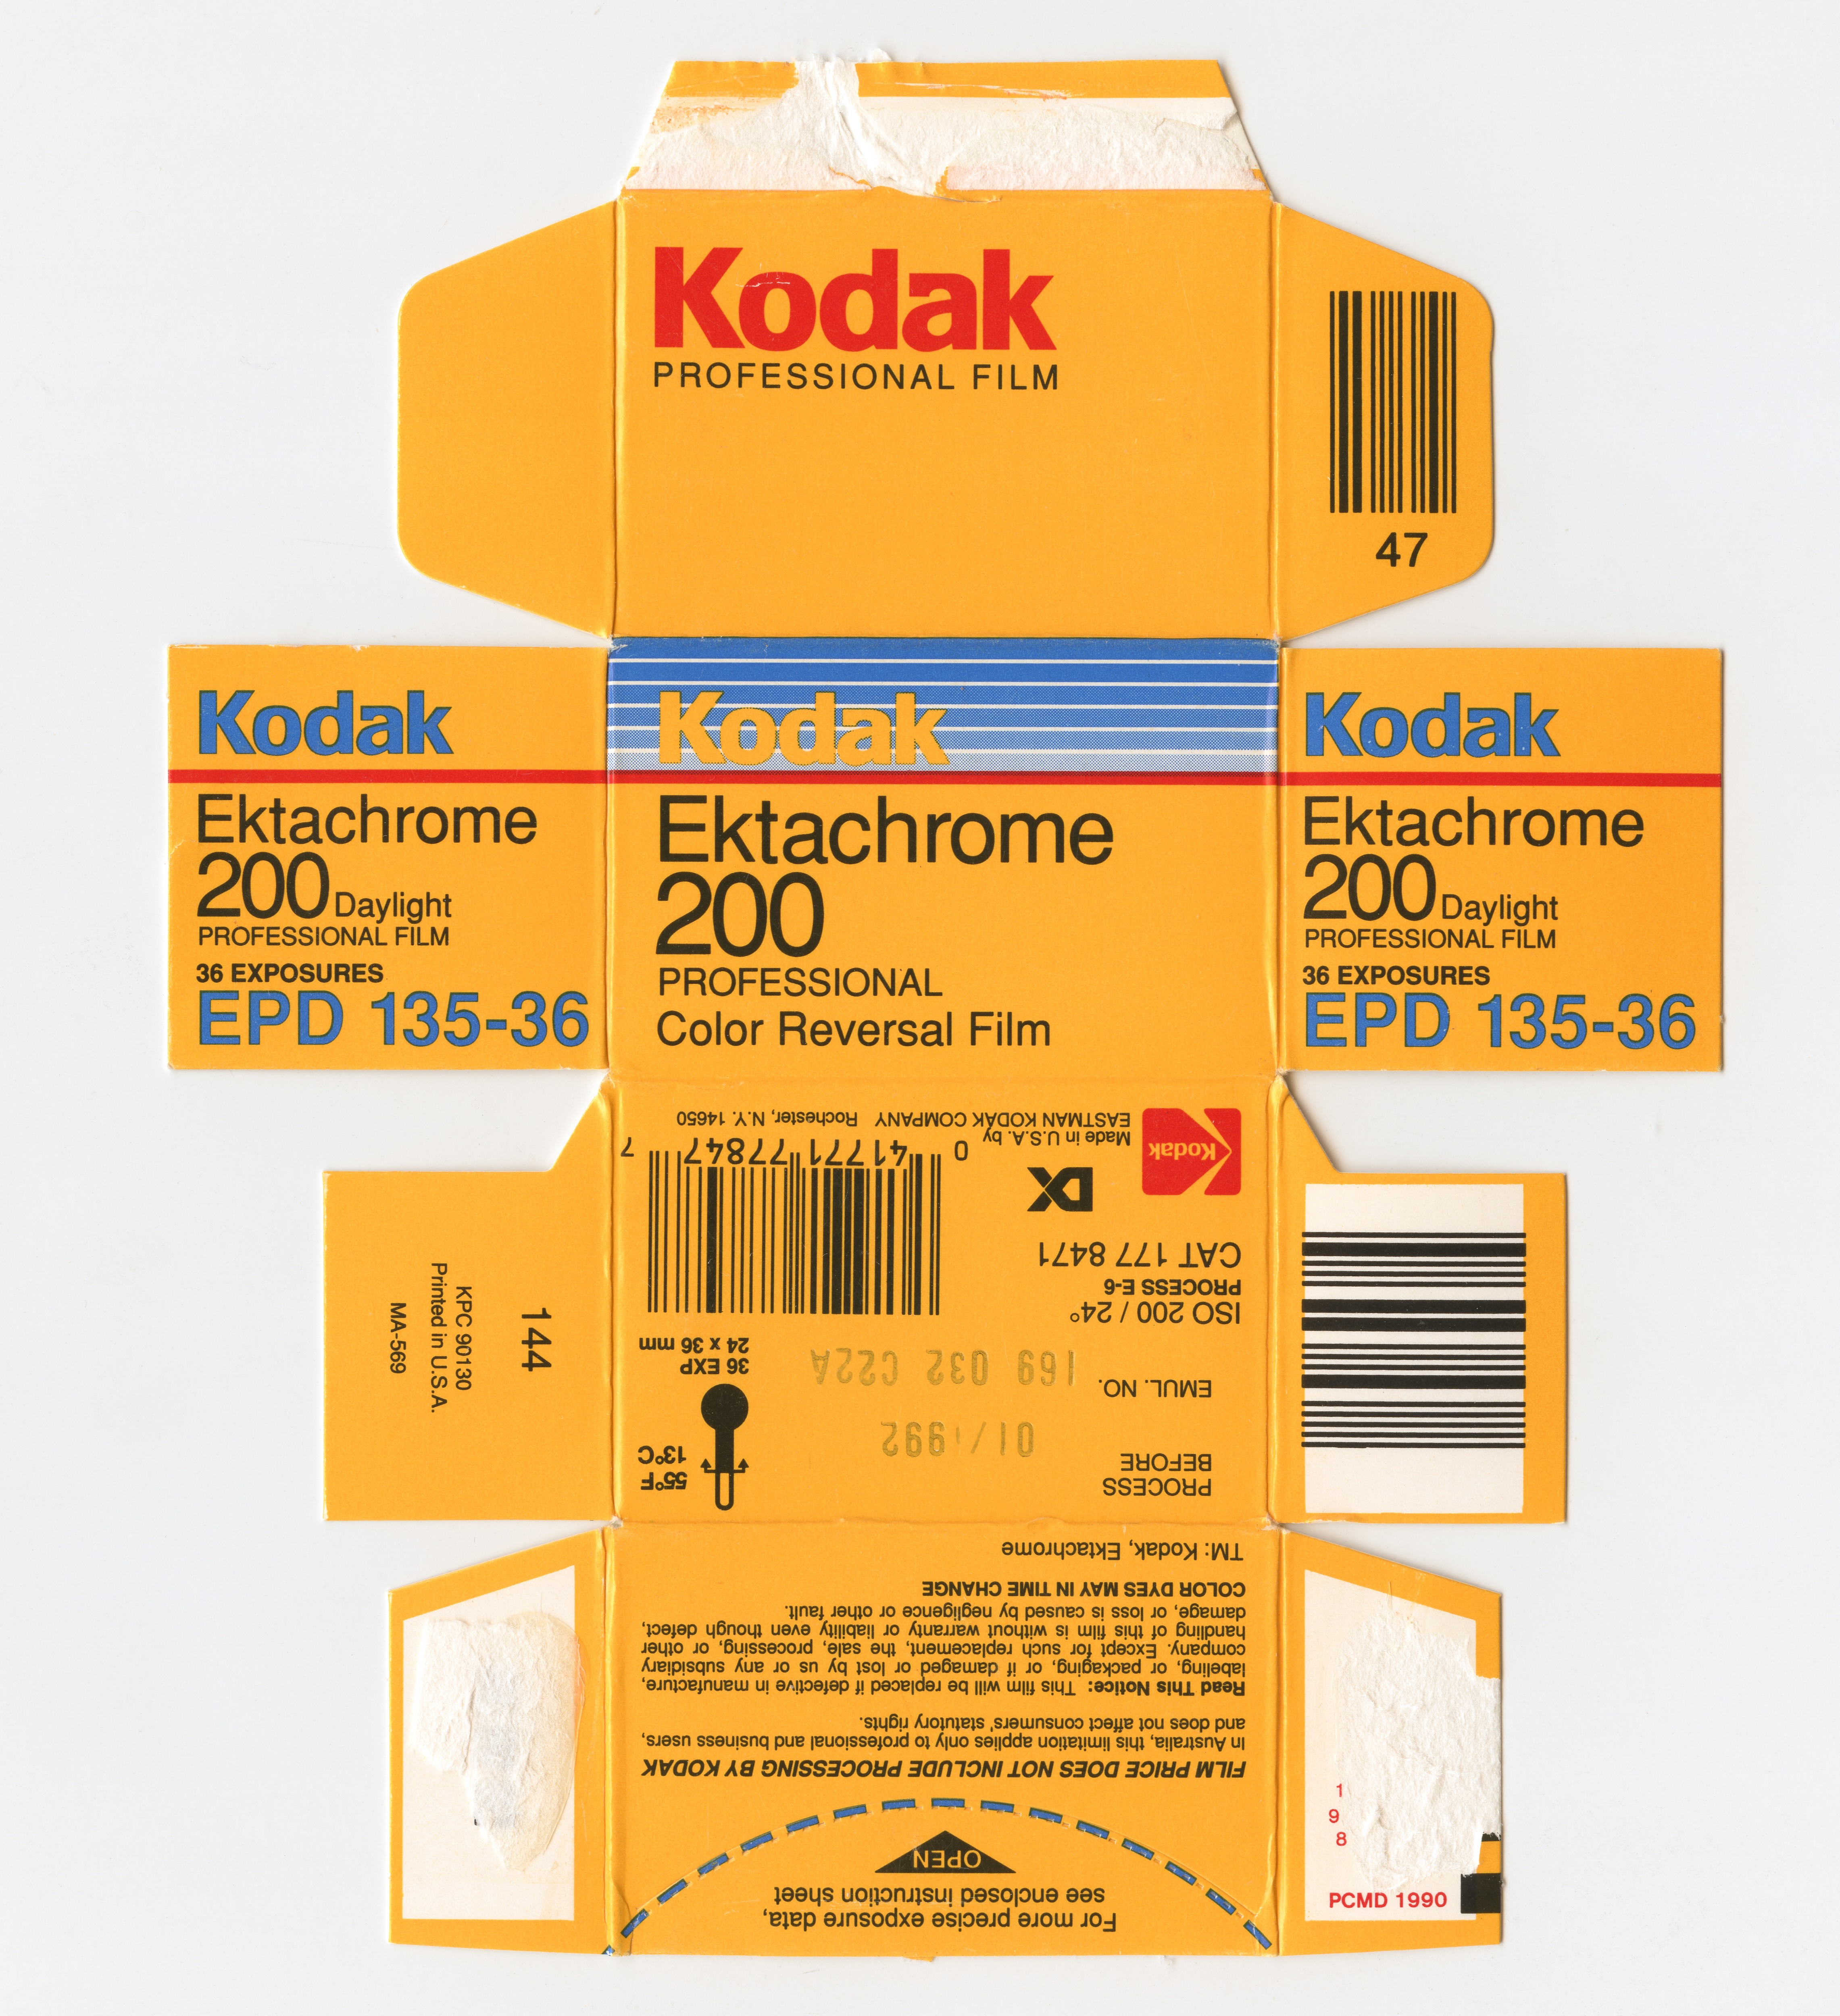 Kodak
PROFESSIONAL FILM
47
Kodak
Ektachrome
200 Daylight
PROFESSIONAL FILM
36 EXPOSURES
EPD 135-36
Kodak
Ektachrome
200
PROFESSIONAL
Color Reversal Film
Kodak
Ektachrome
200 Daylight
PROFESSIONAL FILM
36 EXPOSURES
EPD 135-36
144
KPC 90130
Printed in U.S.A.
MA-569
PROCESS
BEFORE
01/1992
55°F
13°C
EMUL. NO.
169 032 C22A
36 EXP
24 x 36 mm
ISO 200 / 24°
PROCESS E-6
CAT 177 8471
DX
Kodak
0 41771 77847 7
Made in U.S.A. by
EASTMAN KODAK COMPANY Rochester, N.Y. 14650
For more precise exposure data,
see enclosed instruction sheet
OPEN
FILM PRICE DOES NOT INCLUDE PROCESSING BY KODAK
In Australia, this limitation applies only to professional and business users,
and does not affect consumers' statutory rights.
Read This Notice: This film will be replaced if defective in manufacture,
labeling, or packaging, or if damaged or lost by us or any subsidiary
company. Except for such replacement, the sale, processing, or other
handling of this film is without warranty or liability even though defect,
damage, or loss is caused by negligence or other fault.
COLOR DYES MAY IN TIME CHANGE
TM: Kodak, Ektachrome
1
9
8
PCMD 1990